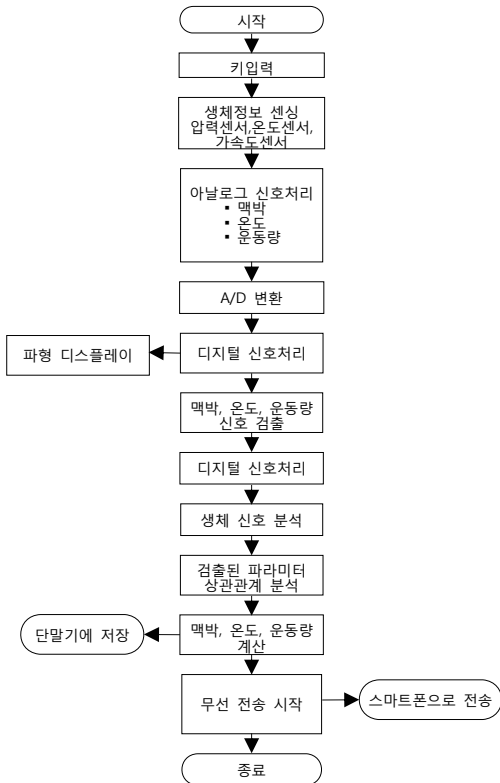 시작
키입력
생체정보 센싱
압력센서,온도센서,
가속도센서
아날로그 신호처리
▪ 맥박
▪ 온도
▪ 운동량
A/D 변환
파형 디스플레이
디지털 신호처리
맥박, 온도, 운동량
신호 검출
디지털 신호처리
생체 신호 분석
검출된 파라미터
상관관계 분석
단말기에 저장
맥박, 온도, 운동량
계산
무선 전송 시작
스마트폰으로 전송
종료